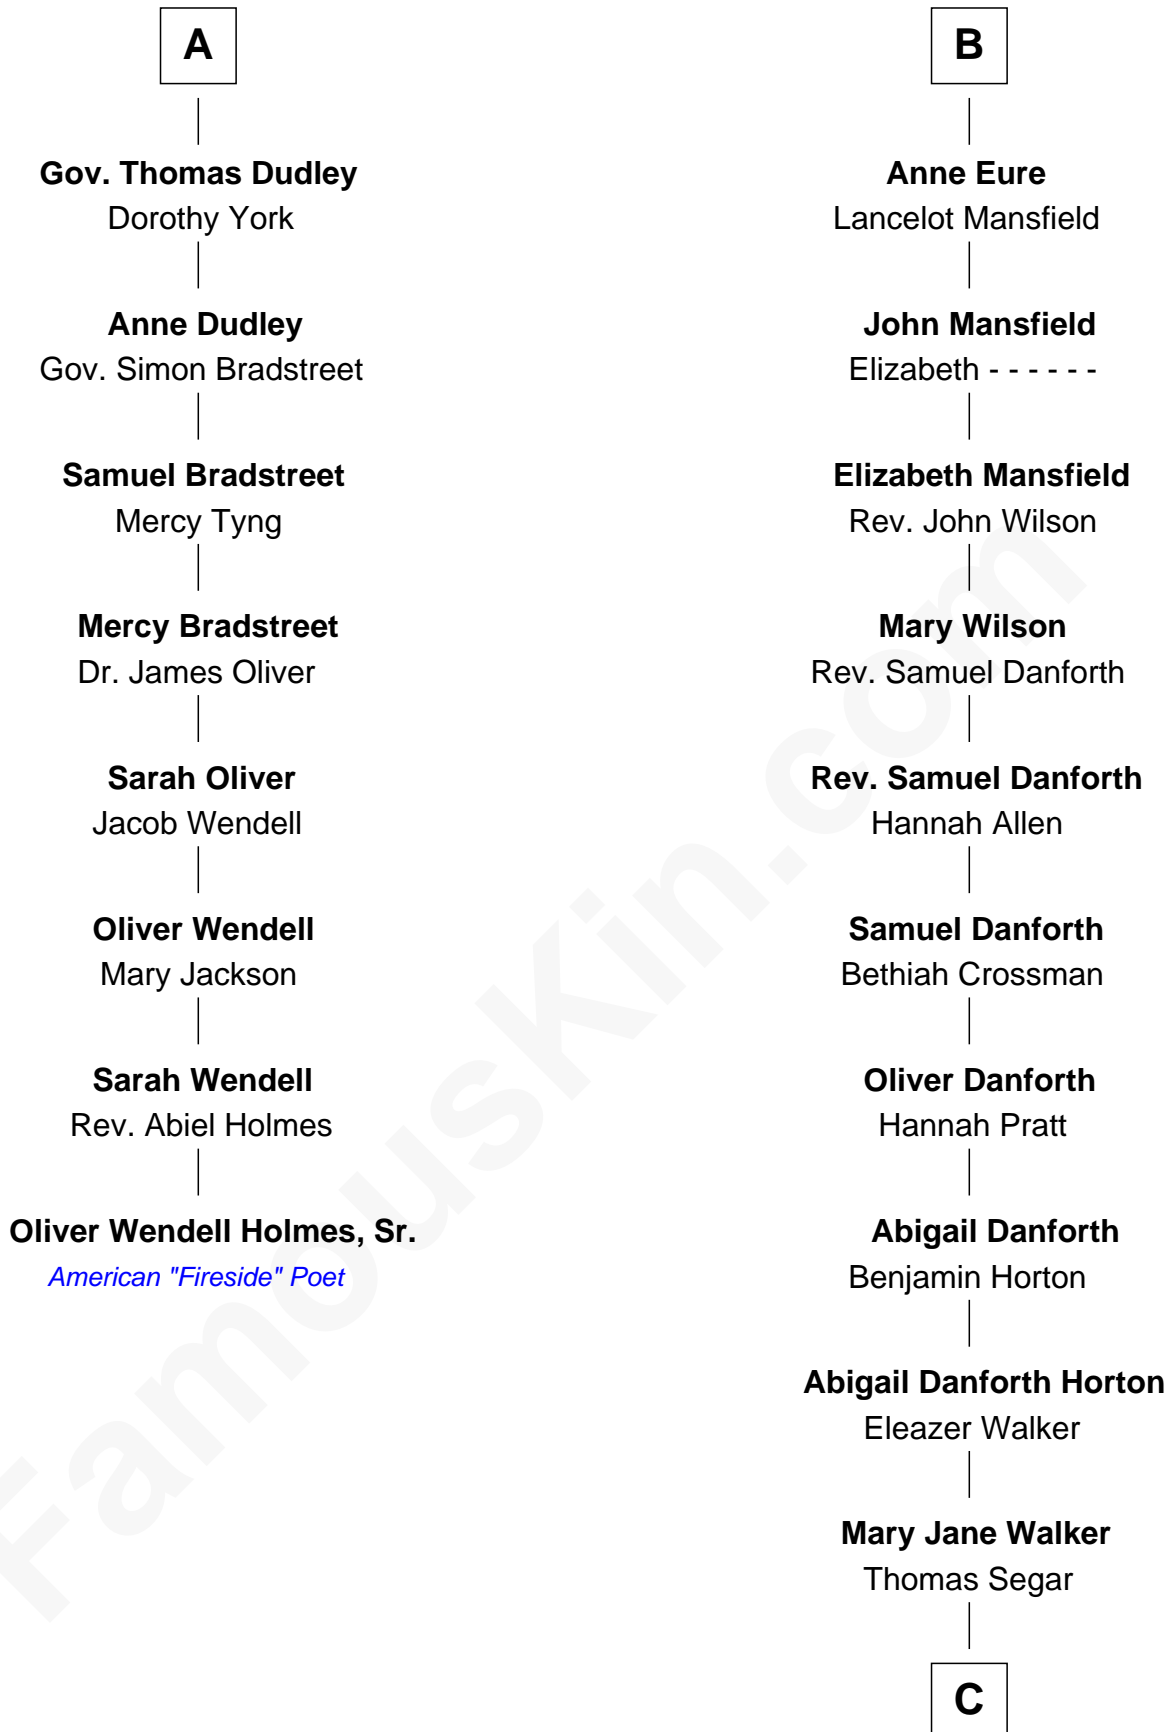 A
Gov. Thomas Dudley
Dorothy York
Anne Dudley
Gov. Simon Bradstreet
Samuel Bradstreet
Mercy Tyng
Mercy Bradstreet
Dr. James Oliver
Sarah Oliver
Jacob Wendell
Oliver Wendell
Mary Jackson
Sarah Wendell
Rev. Abiel Holmes
Oliver Wendell Holmes, Sr.
American "Fireside" Poet
B
Anne Eure
Lancelot Mansfield
John Mansfield
Elizabeth - - - - - -
Elizabeth Mansfield
Rev. John Wilson
Mary Wilson
Rev. Samuel Danforth
Rev. Samuel Danforth
Hannah Allen
Samuel Danforth
Bethiah Crossman
Oliver Danforth
Hannah Pratt
Abigail Danforth
Benjamin Horton
Abigail Danforth Horton
Eleazer Walker
Mary Jane Walker
Thomas Segar
C
FamousKin.com